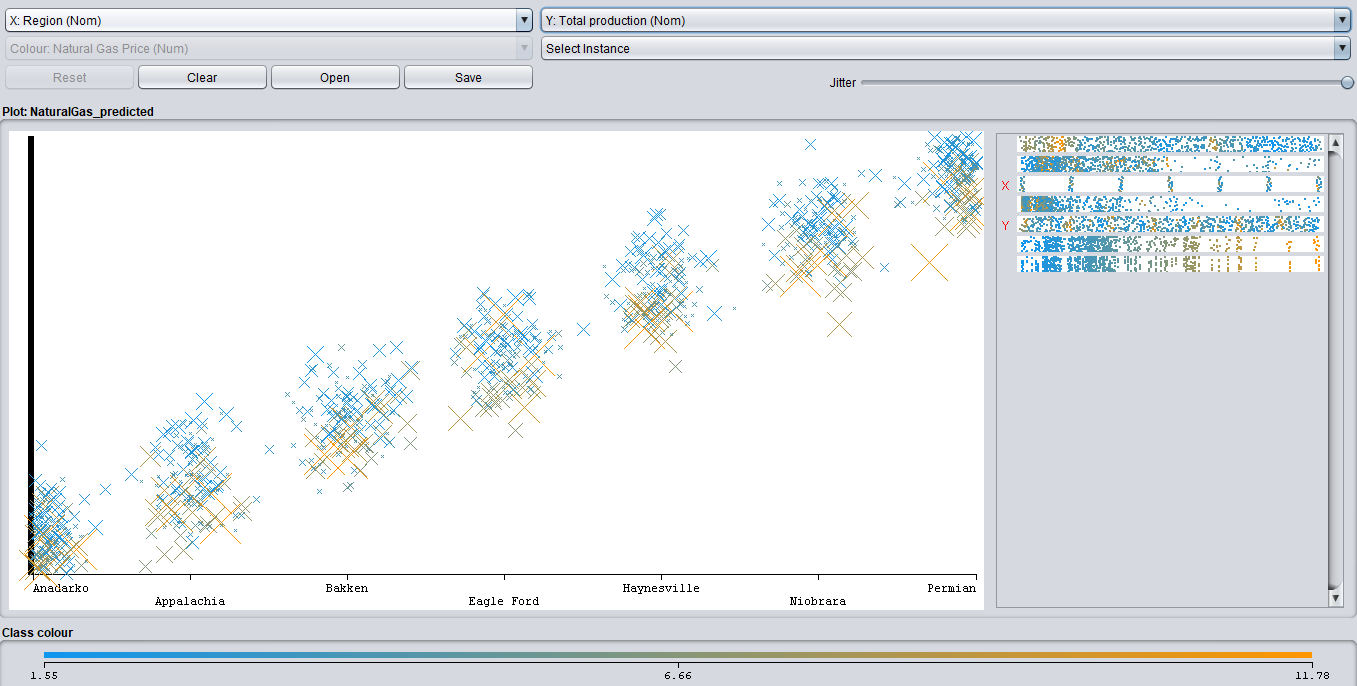 X: Region (Nom)
Y: Total production (Nom)
Colour: Natural Gas Price (Num)
Select Instance
Reset
Clear
Open
Save
Jitter
Plot: NaturalGas_predicted
X
Y
Anadarko
Appalachia
Bakken
Eagle Ford
Haynesville
Niobrara
Permian
Class colour
1.55
6.66
11.78